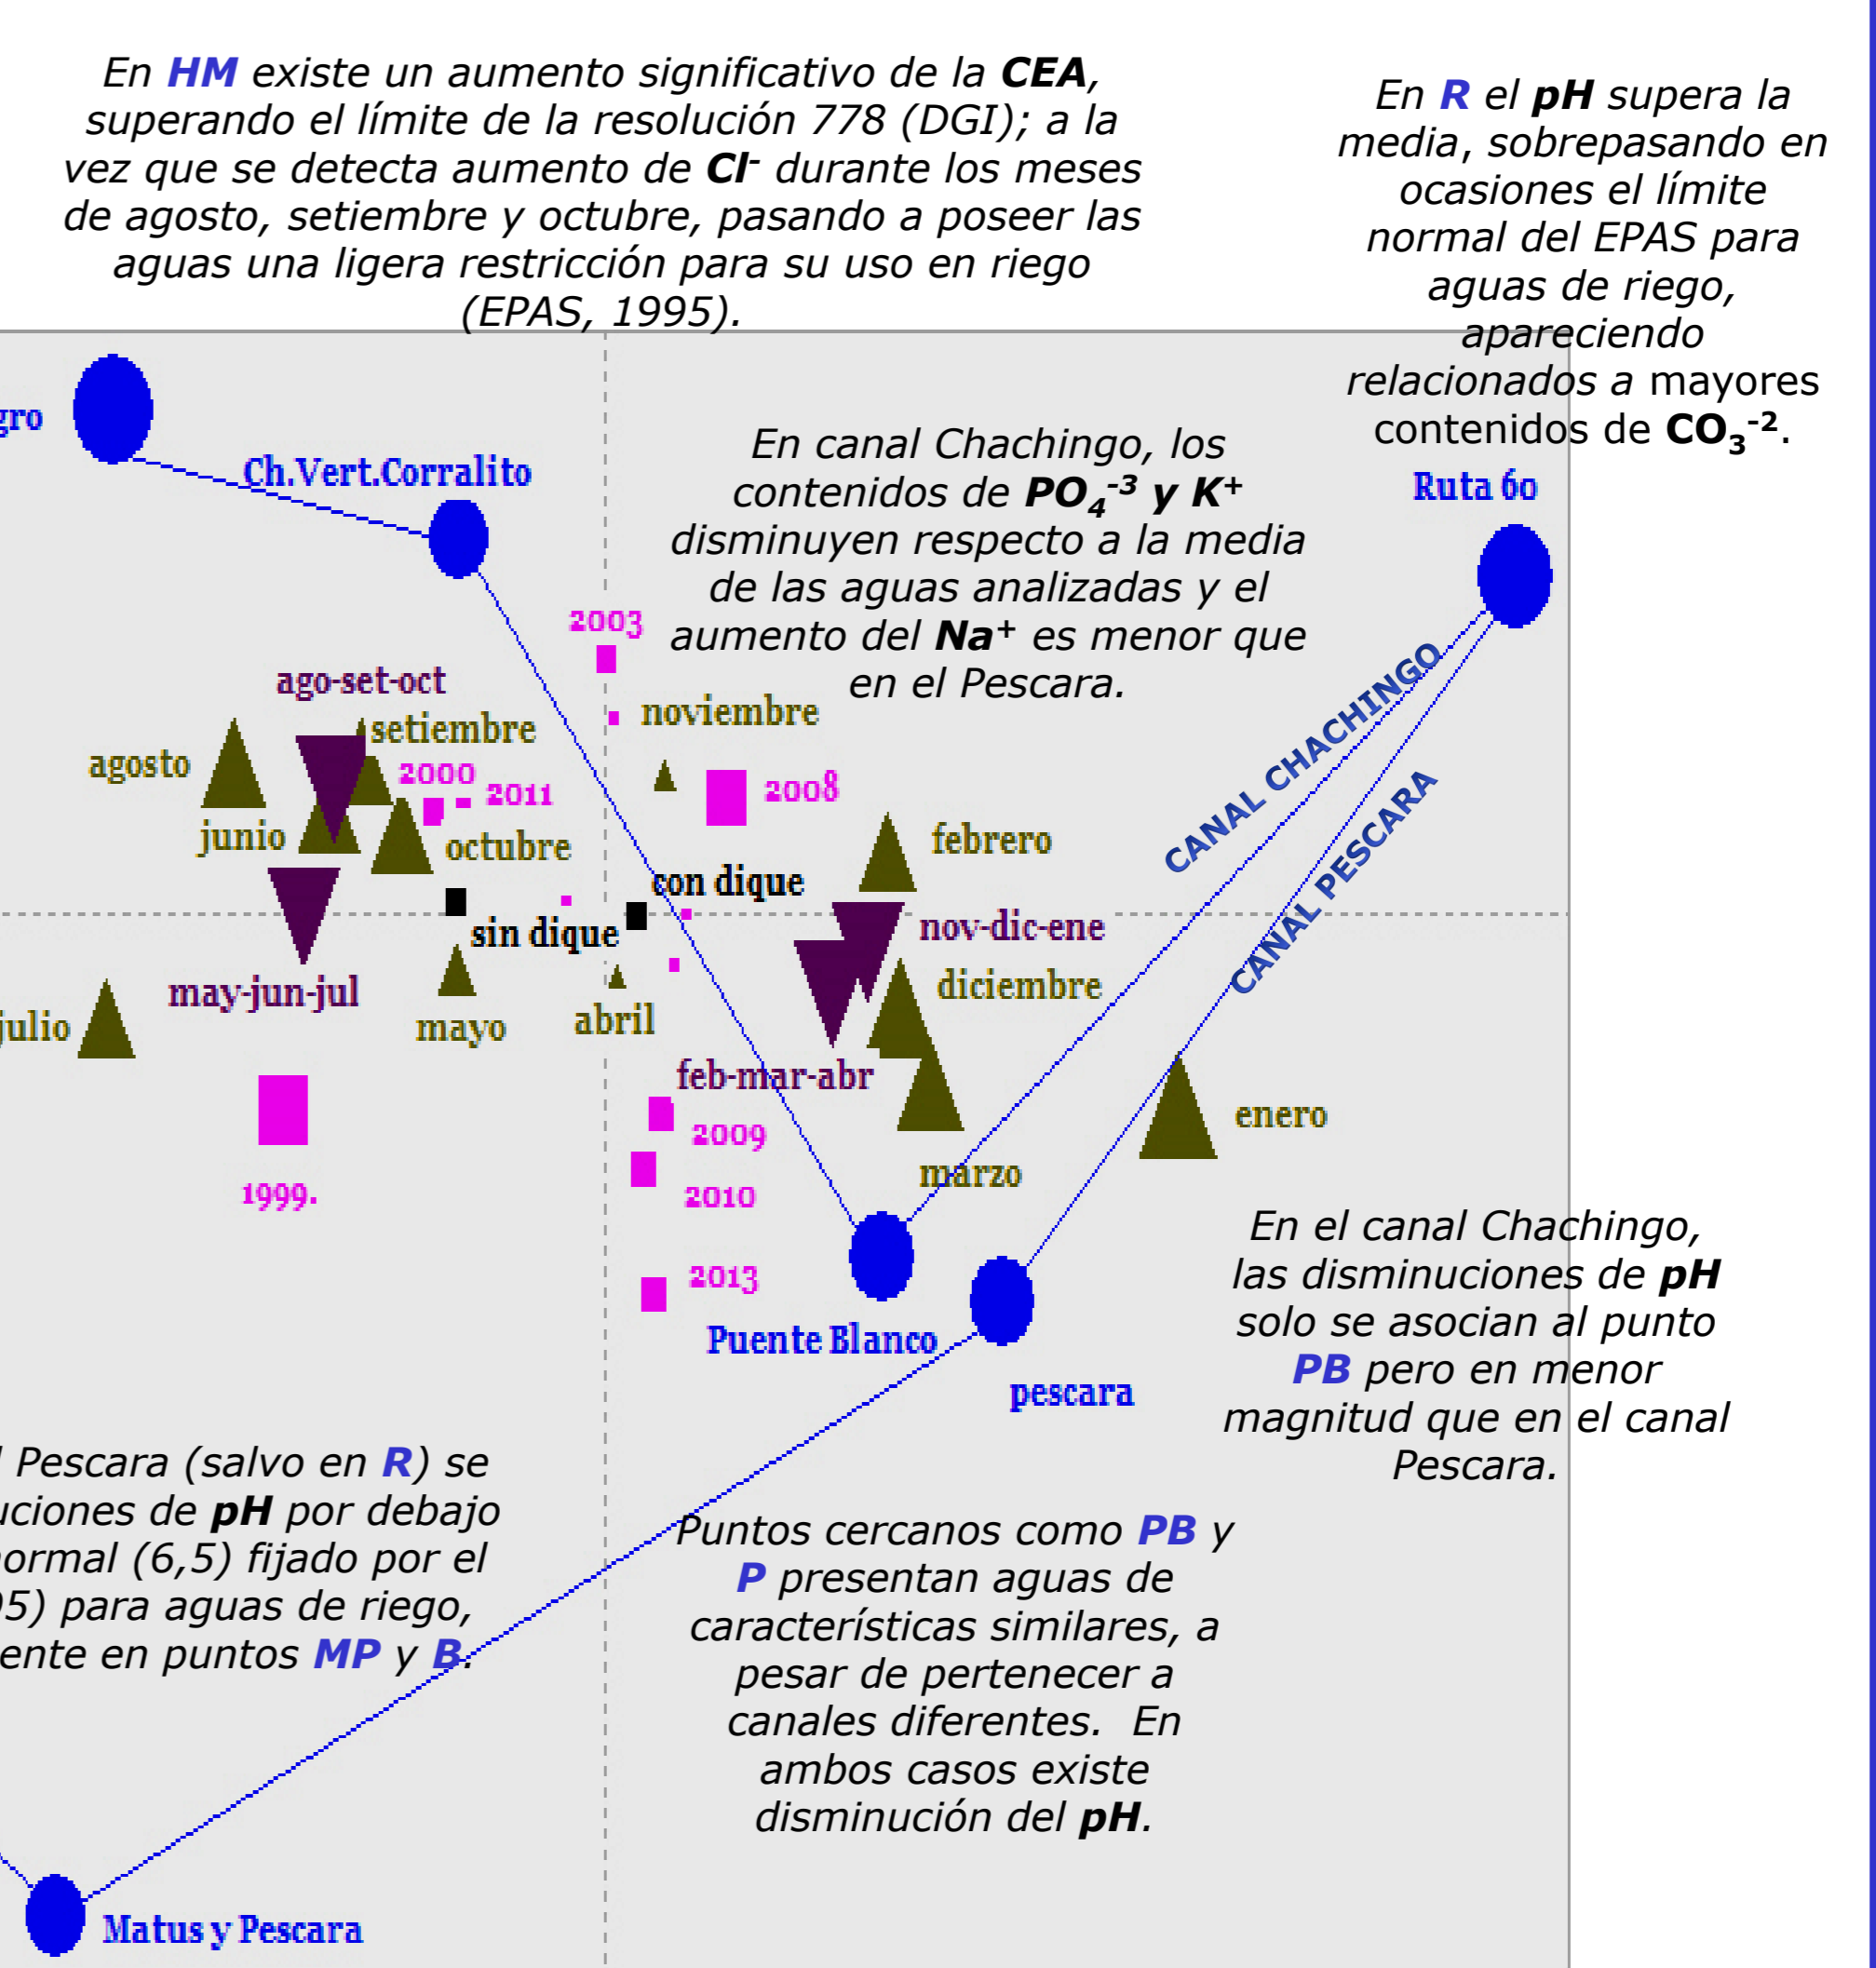 En HM existe un aumento significativo de la CEA,
superando el límite de la resolución 778 (DGI); a la
vez que se detecta aumento de Cl⁻ durante los meses
de agosto, setiembre y octubre, pasando a poseer las
aguas una ligera restricción para su uso en riego
(EPAS, 1995).
En R el pH supera la
media, sobrepasando en
ocasiones el límite
normal del EPAS para
aguas de riego,
apareciendo
relacionados a mayores
contenidos de CO₃⁻².
gro
Ch.Vert.Corralito
En canal Chachingo, los
contenidos de PO₄⁻³ y K⁺
disminuyen respecto a la media
de las aguas analizadas y el
aumento del Na⁺ es menor que
en el Pescara.
Ruta 60
2003
ago-set-oct
noviembre
setiembre
agosto
2000
2011
2008
junio
octubre
febrero
CANAL CHACHINGO
CANAL PESCARA
con dique
sin dique
nov-dic-ene
may-jun-jul
diciembre
julio
mayo
abril
feb-mar-abr
2009
enero
marzo
1999.
2010
2013
Puente Blanco
pescara
En el canal Chachingo,
las disminuciones de pH
solo se asocian al punto
PB pero en menor
magnitud que en el canal
Pescara.
Pescara (salvo en R) se
uciones de pH por debajo
ormal (6,5) fijado por el
95) para aguas de riego,
ente en puntos MP y B.
Puntos cercanos como PB y
P presentan aguas de
características similares, a
pesar de pertenecer a
canales diferentes. En
ambos casos existe
disminución del pH.
Matus y Pescara